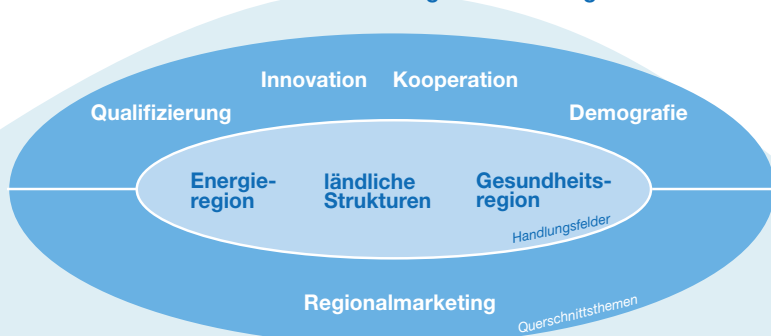 Innovation Kooperation
Qualifizierung Demografie
Energie-
region
ländliche
Strukturen
Gesundheits-
region
Handlungsfelder
Regionalmarketing
Querschnittsthemen